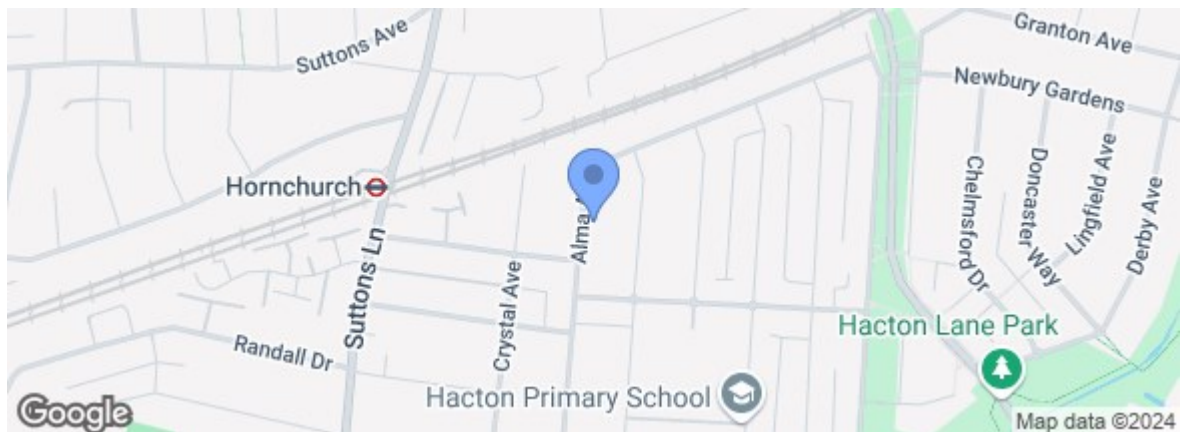 Granton Ave
Suttons Ave
Newbury Gardens
Hornchurch
Alma
Chelmsford Dr
Doncaster Way
Lingfield Ave
Derby Ave
Suttons Ln
Crystal Ave
Randall Dr
Hacton Lane Park
Hacton Primary School
Google
Map data ©2024